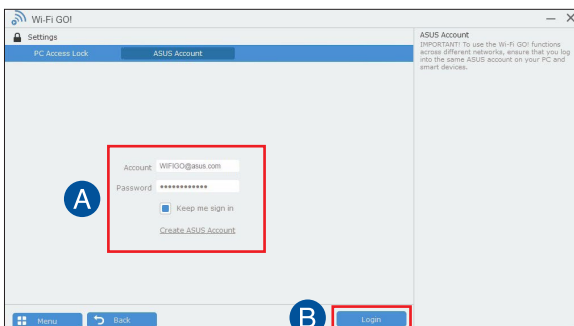 Wi-Fi GO!
Settings
PC Access Lock
ASUS Account
Account WIFIGO@asus.com
Password ************
Keep me sign in
Create ASUS Account
A
B
Menu
Back
Login
ASUS Account
IMPORTANT! To use the Wi-Fi GO! functions
across different networks, ensure that you log
into the same ASUS account on your PC and
smart devices.